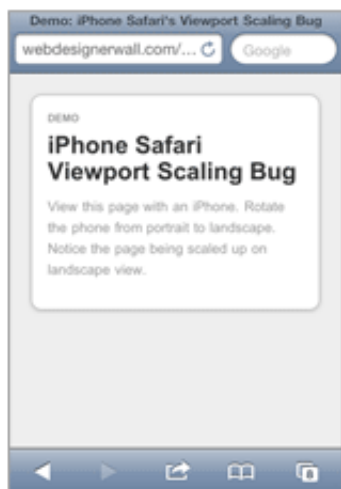 Demo: iPhone Safari's Viewport Scaling Bug
webdesignerwall.com/... Google
DEMO
iPhone Safari
Viewport Scaling Bug
View this page with an iPhone. Rotate
the phone from portrait to landscape.
Notice the page being scaled up on
landscape view.